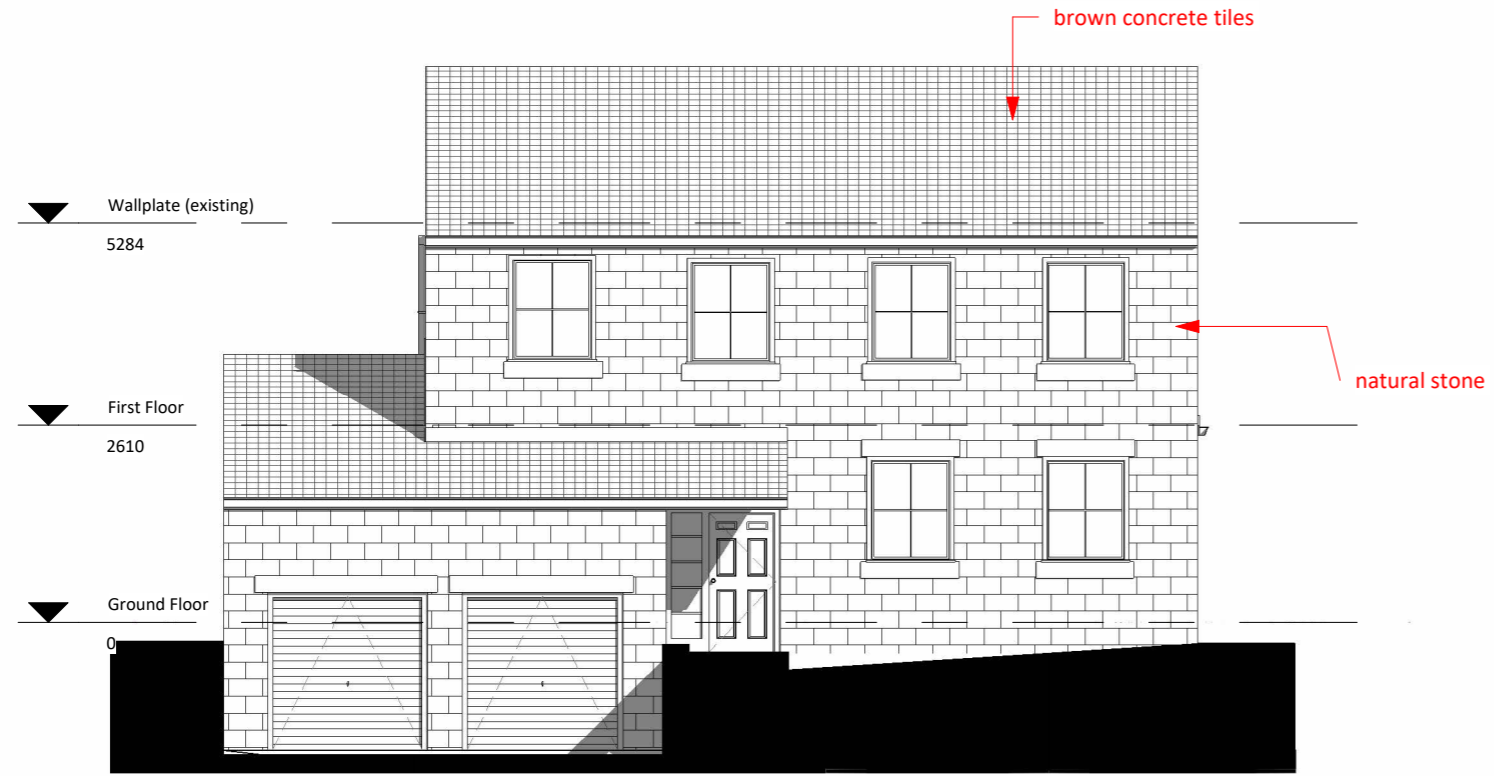 brown concrete tiles
Wallplate (existing)
5284
natural stone
First Floor
2610
Ground Floor
0